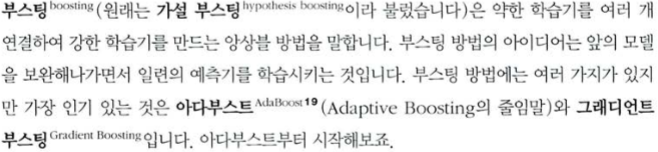 부스팅boosting(원래는 가설 부스팅hypothesis boosting이라 불렀습니다)은 약한 학습기를 여러 개
연결하여 강한 학습기를 만드는 앙상블 방법을 말합니다. 부스팅 방법의 아이디어는 앞의 모델
을 보완해나가면서 일련의 예측기를 학습시키는 것입니다. 부스팅 방법에는 여러 가지가 있지
만 가장 인기 있는 것은 아다부스트AdaBoost19(Adaptive Boosting의 줄임말)와 그래디언트
부스팅Gradient Boosting입니다. 아다부스트부터 시작해보죠.